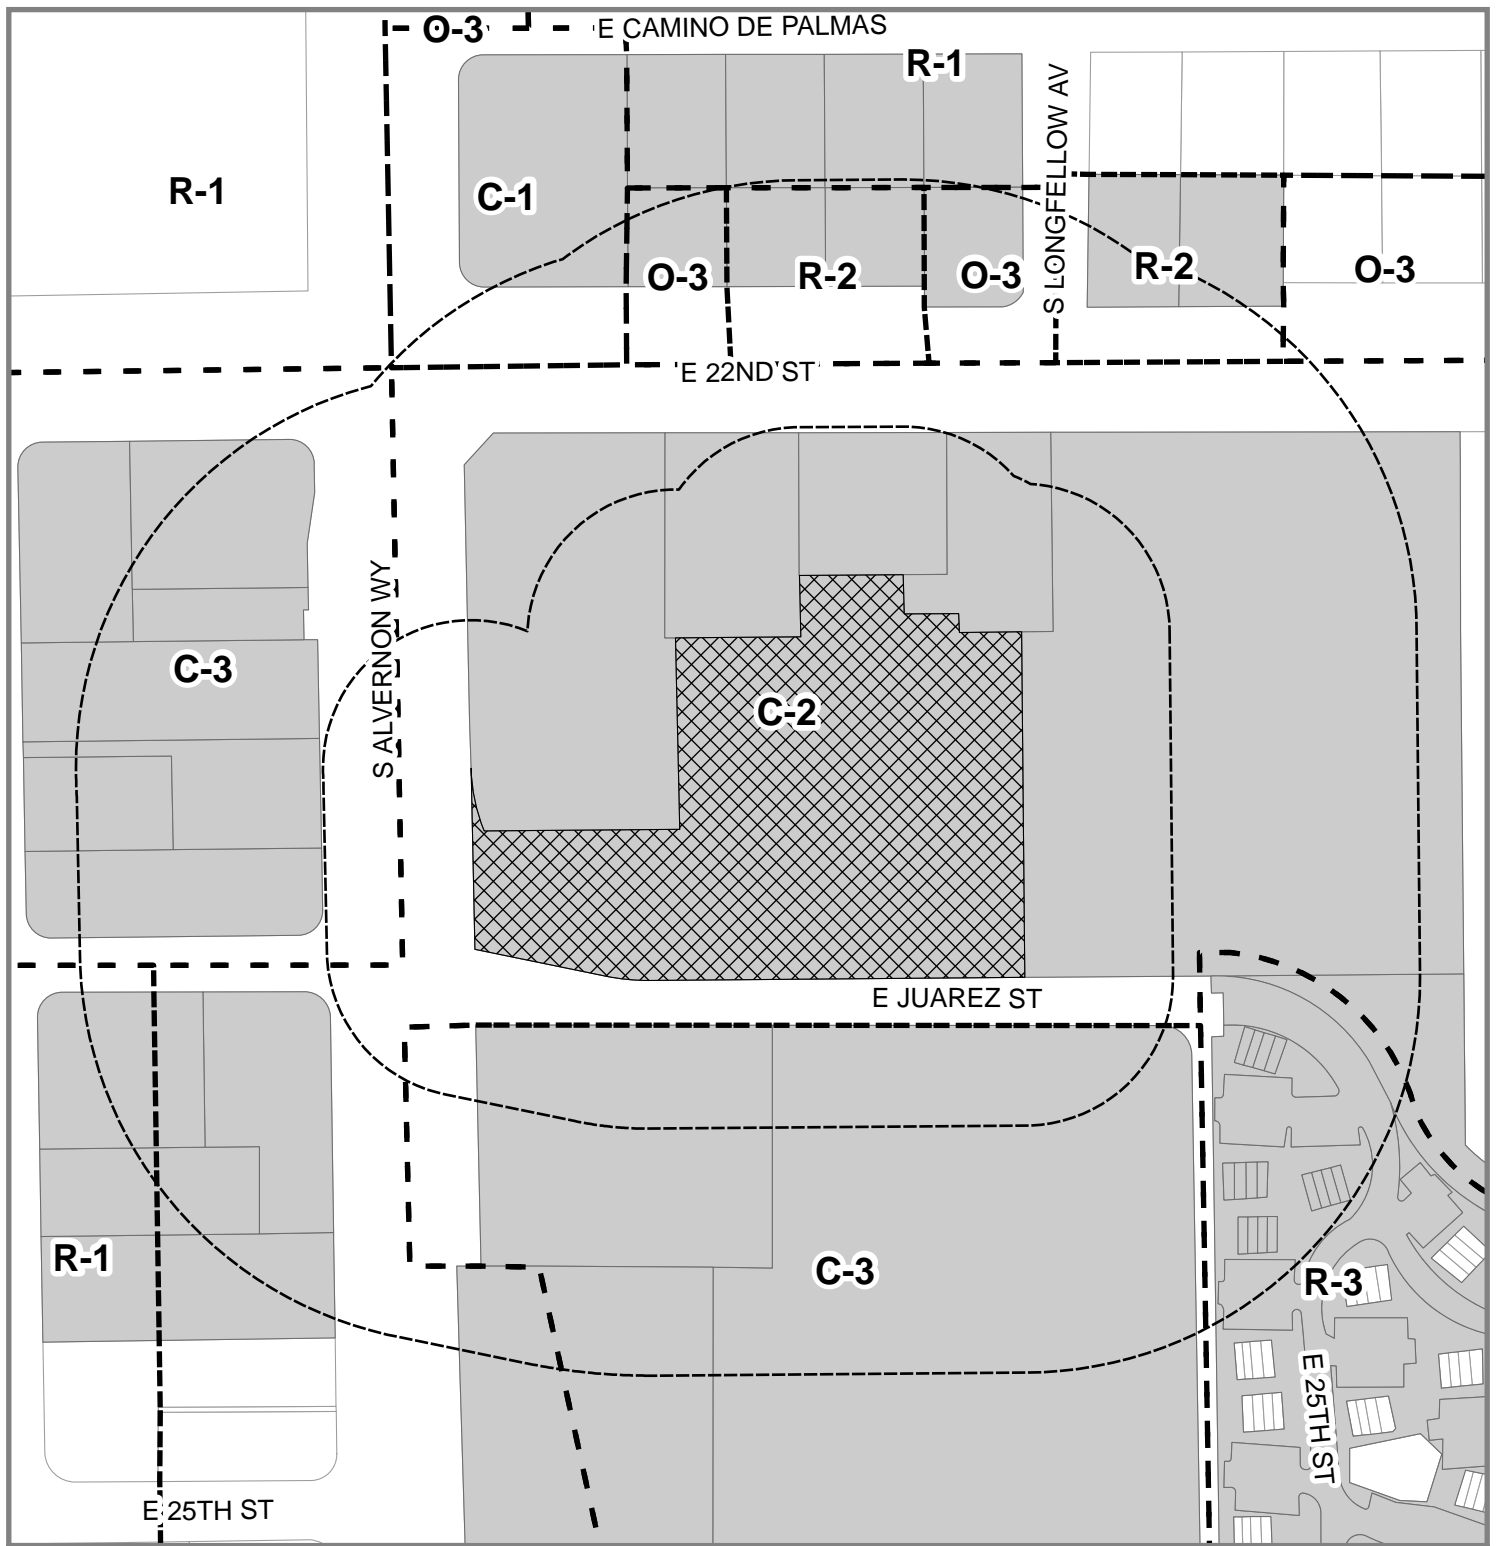 O-3
E CAMINO DE PALMAS
R-1
S LONGFELLOW AV
R-1
C-1
O-3
R-2
O-3
R-2
O-3
E 22ND ST
S ALVERNON WY
C-3
C-2
E JUAREZ ST
R-1
C-3
R-3
E 25TH ST
E 25TH ST